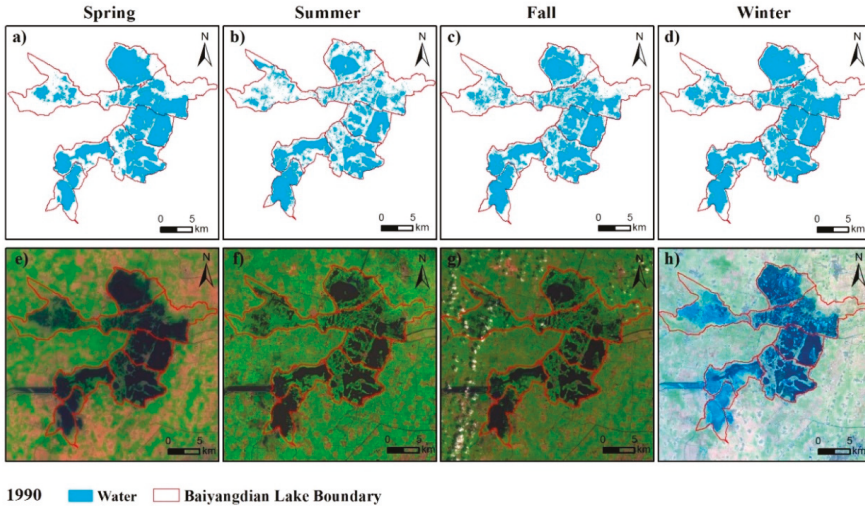 Spring Summer Fall Winter
a) N b) N c) N d) N
0 5 km 0 5 km 0 5 km 0 5 km
e) N f) N g) N h) N
0 5 km 0 5 km 0 5 km 0 5 km
1990 Water Baiyangdian Lake Boundary